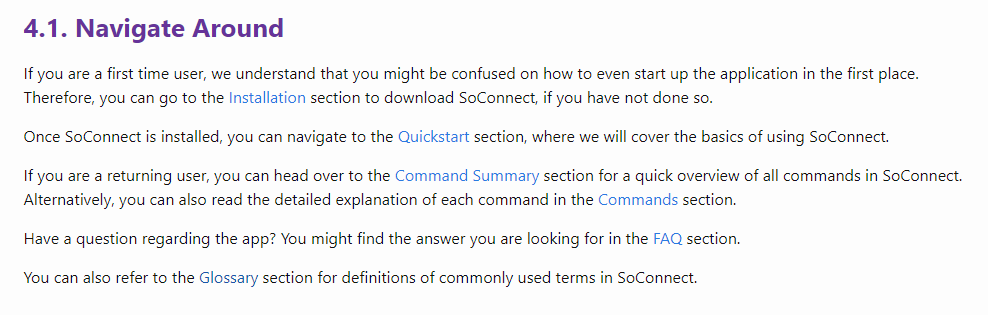 4.1. Navigate Around
If you are a first time user, we understand that you might be confused on how to even start up the application in the first place.
Therefore, you can go to the Installation section to download SoConnect, if you have not done so.
Once SoConnect is installed, you can navigate to the Quickstart section, where we will cover the basics of using SoConnect.
If you are a returning user, you can head over to the Command Summary section for a quick overview of all commands in SoConnect.
Alternatively, you can also read the detailed explanation of each command in the Commands section.
Have a question regarding the app? You might find the answer you are looking for in the FAQ section.
You can also refer to the Glossary section for definitions of commonly used terms in SoConnect.